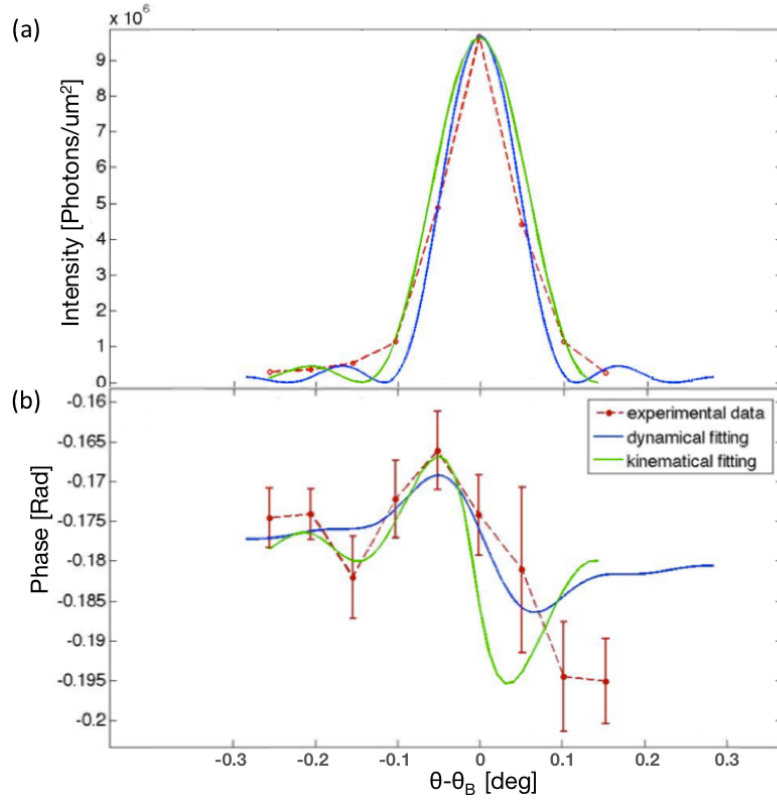 (a)
x 10⁶
9
8
7
6
5
4
3
2
1
0
Intensity [Photons/um²]
(b)
-0.16
-0.165
-0.17
-0.175
-0.18
-0.185
-0.19
-0.195
-0.2
Phase [Rad]
experimental data
dynamical fitting
kinematical fitting
-0.3 -0.2 -0.1 0 0.1 0.2 0.3
θ-θB [deg]